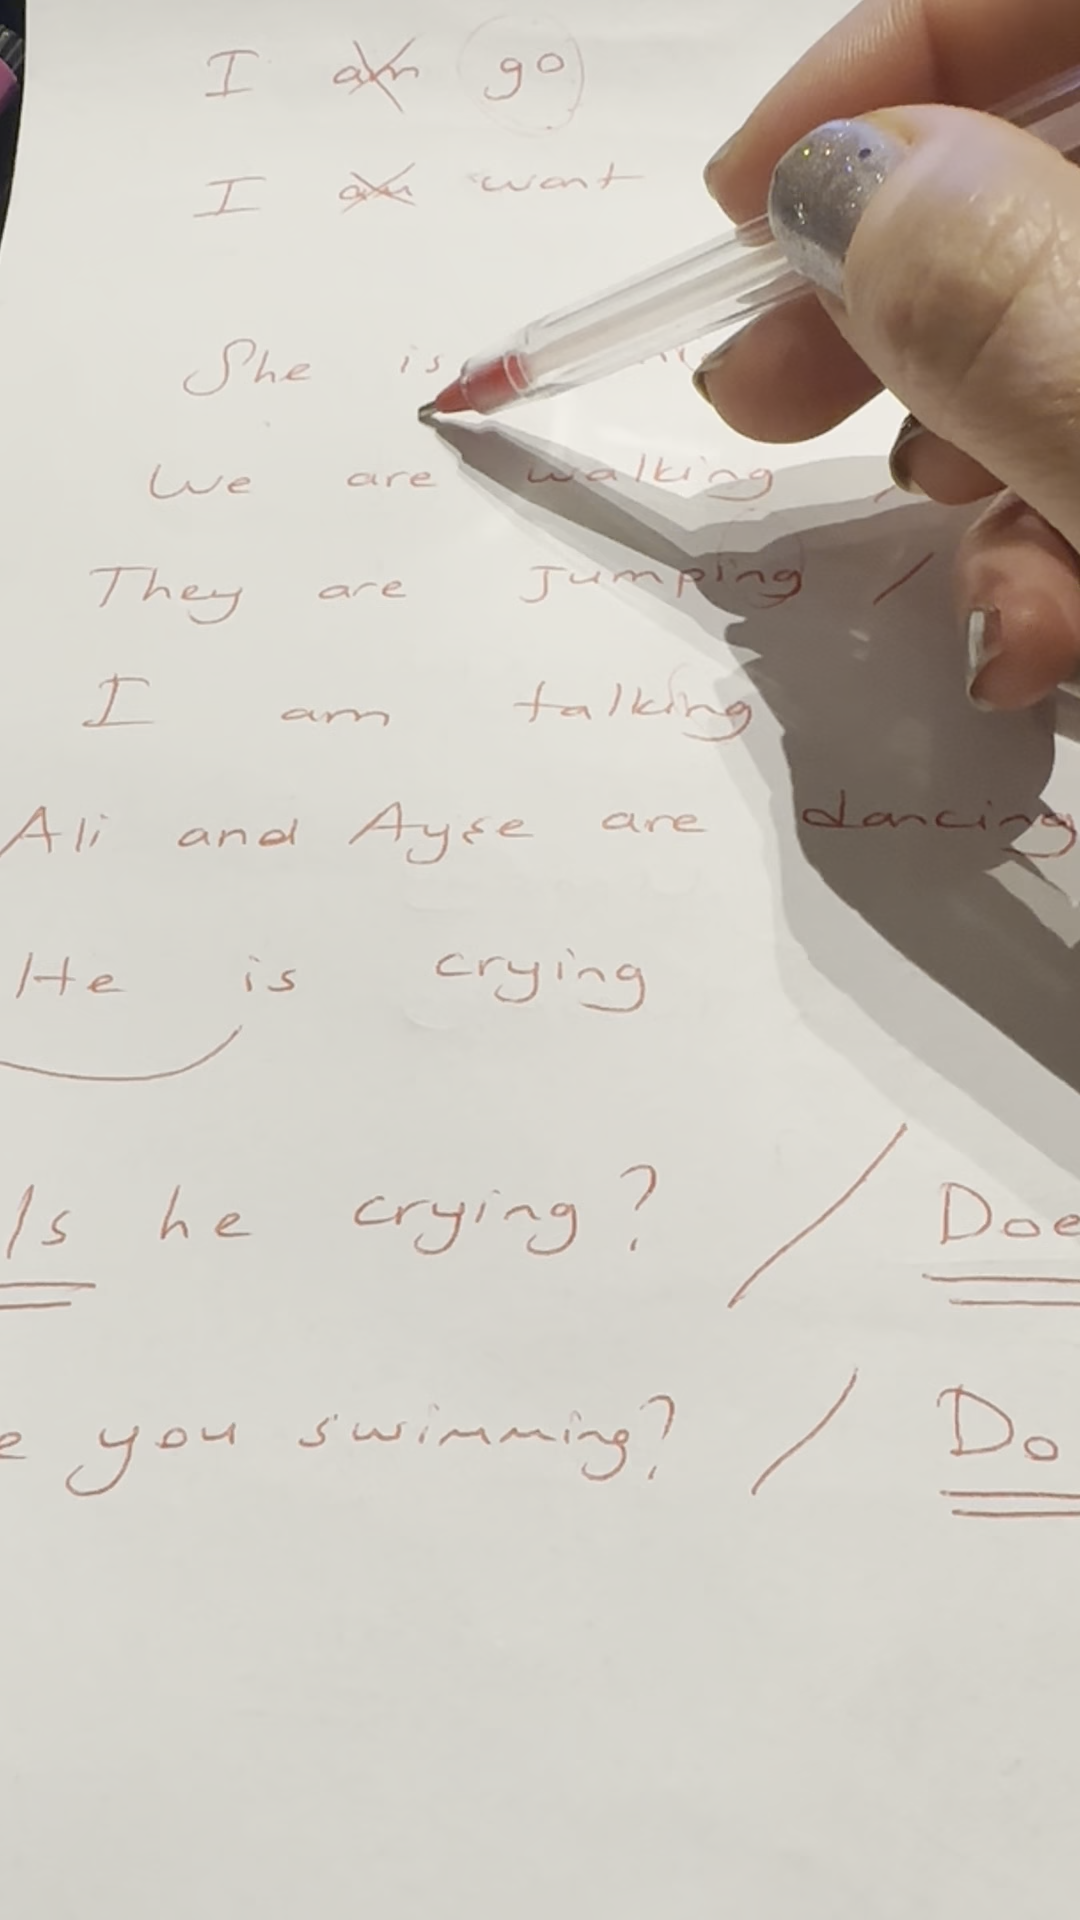 I am go
I am want
She is
We are walking /
They are Jumping /
I am talking
Ali and Ayşe are dancing
He is crying
Is he crying? / Doe
e you swimming? / Do